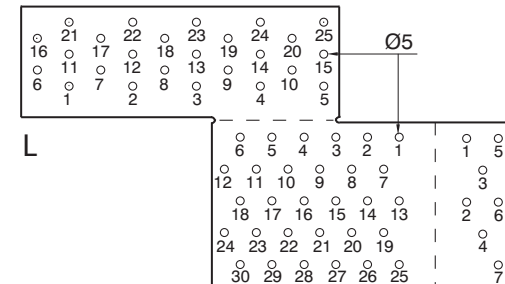 21 22 23 24 25
16 17 18 19 20 Ø5
11 12 13 14 15
6 7 8 9 10
1 2 3 4 5
L
6 5 4 3 2 1 1 5
12 11 10 9 8 7 3
18 17 16 15 14 13 2 6
24 23 22 21 20 19 4
30 29 28 27 26 25 7